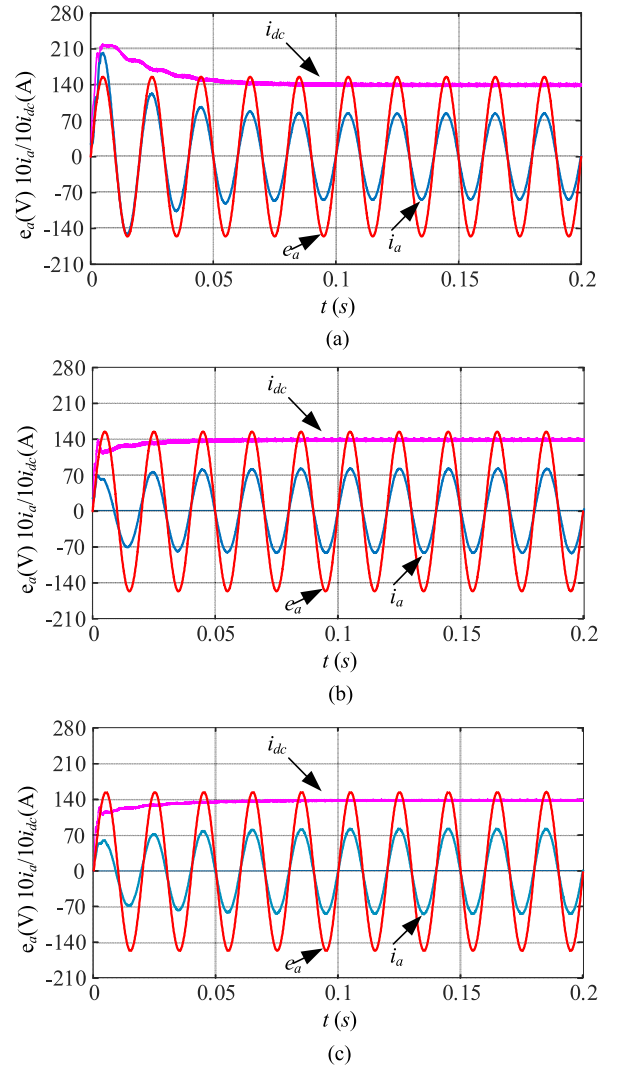 280
210
140
70
0
-70
-140
-210
e_a(V) 10i_a/10i_dc(A)
i_dc
e_a
i_a
0
0.05
0.1
0.15
0.2
t (s)
(a)
280
210
140
70
0
-70
-140
-210
e_a(V) 10i_a/10i_dc(A)
i_dc
e_a
i_a
0
0.05
0.1
0.15
0.2
t (s)
(b)
280
210
140
70
0
-70
-140
-210
e_a(V) 10i_a/10i_dc(A)
i_dc
e_a
i_a
0
0.05
0.1
0.15
0.2
t (s)
(c)